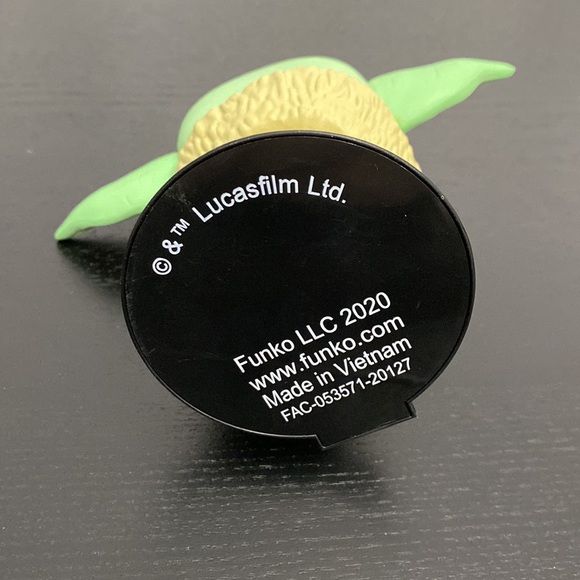 © & ™ Lucasfilm Ltd.
Funko LLC 2020
www.funko.com
Made in Vietnam
FAC-053571-20127